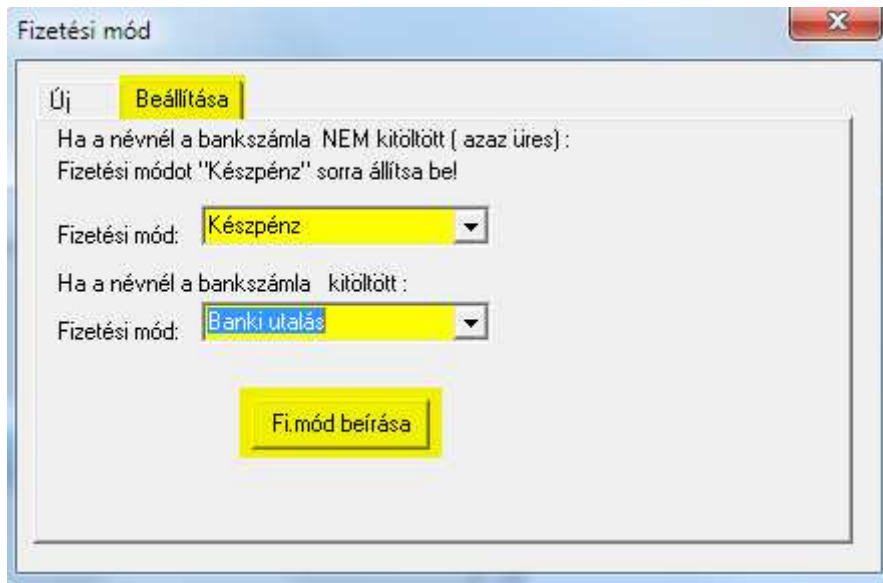 Fizetési mód
Új
Beállítása
Ha a névnél a bankszámla NEM kitöltött ( azaz üres) :
Fizetési módot "Készpénz" sorra állítsa be!
Fizetési mód:
Készpénz
Ha a névnél a bankszámla kitöltött :
Fizetési mód:
Banki utalás
Fi.mód beírása